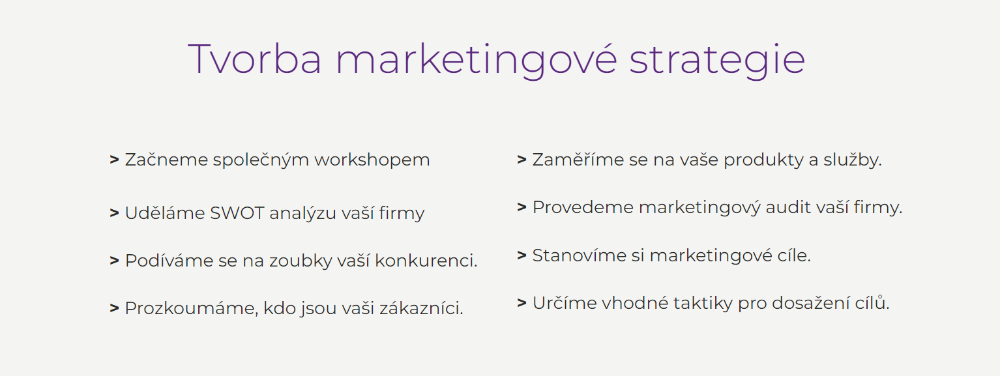 Tvorba marketingové strategie
> Začneme společným workshopem
> Uděláme SWOT analýzu vaší firmy
> Podíváme se na zoubky vaší konkurenci.
> Prozkoumáme, kdo jsou vaši zákazníci.
> Zaměříme se na vaše produkty a služby.
> Provedeme marketingový audit vaší firmy.
> Stanovíme si marketingové cíle.
> Určíme vhodné taktiky pro dosažení cílů.